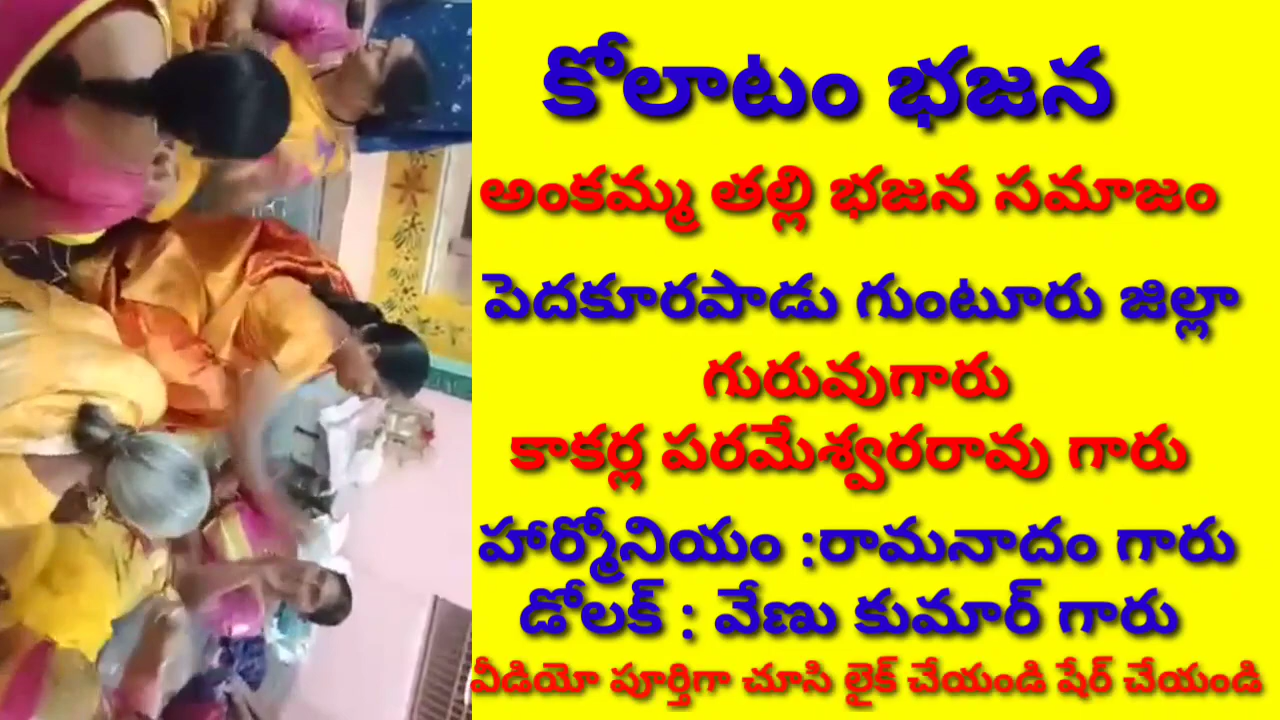 కోలాటం భజన
అంకమ్మ తల్లి భజన సమాజం
పెదకూరపాడు గుంటూరు జిల్లా
గురువుగారు
కాకర్ల పరమేశ్వరరావు గారు
హార్మోనియం :రామనాదం గారు
డోలక్ : వేణు కుమార్ గారు
వీడియో పూర్తిగా చూసి లైక్ చేయండి షేర్ చేయండి